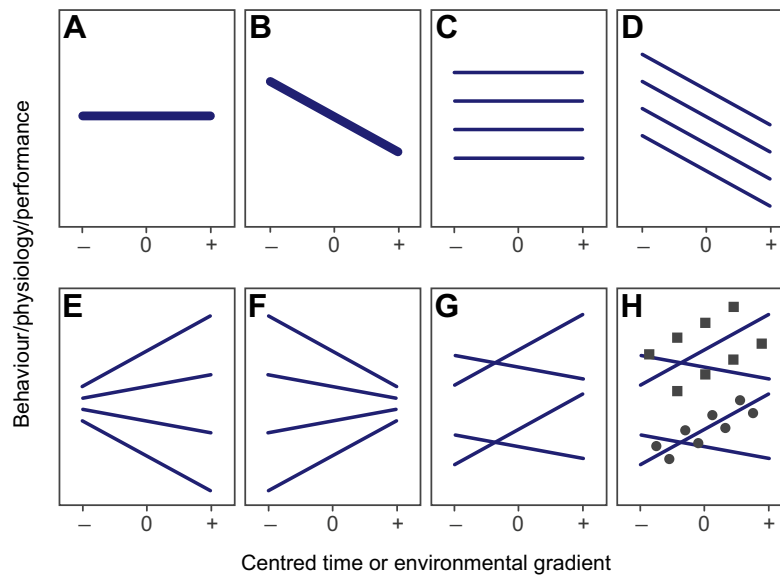 A B C D
Behaviour/physiology/performance
– 0 + – 0 + – 0 + – 0 +
E F G H
– 0 + – 0 + – 0 + – 0 +
Centred time or environmental gradient